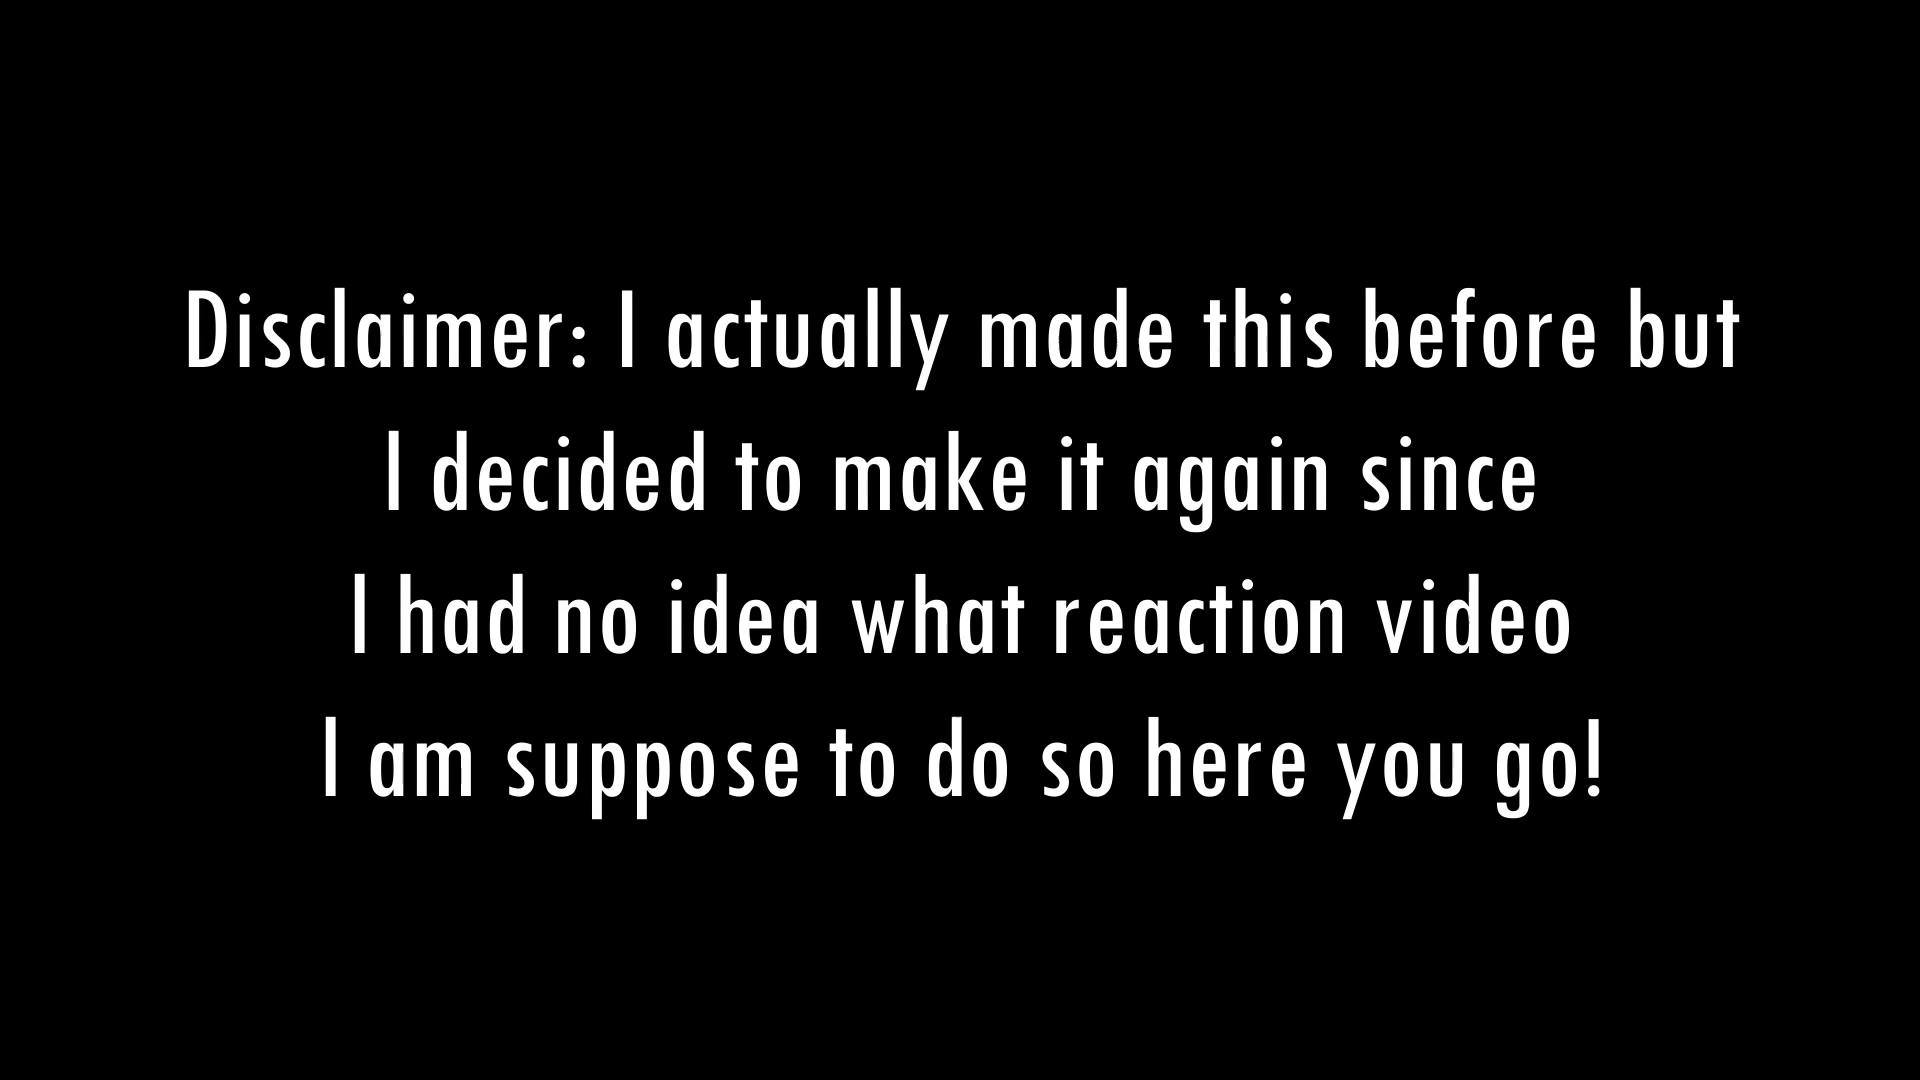 Disclaimer: I actually made this before but
I decided to make it again since
I had no idea what reaction video
I am suppose to do so here you go!